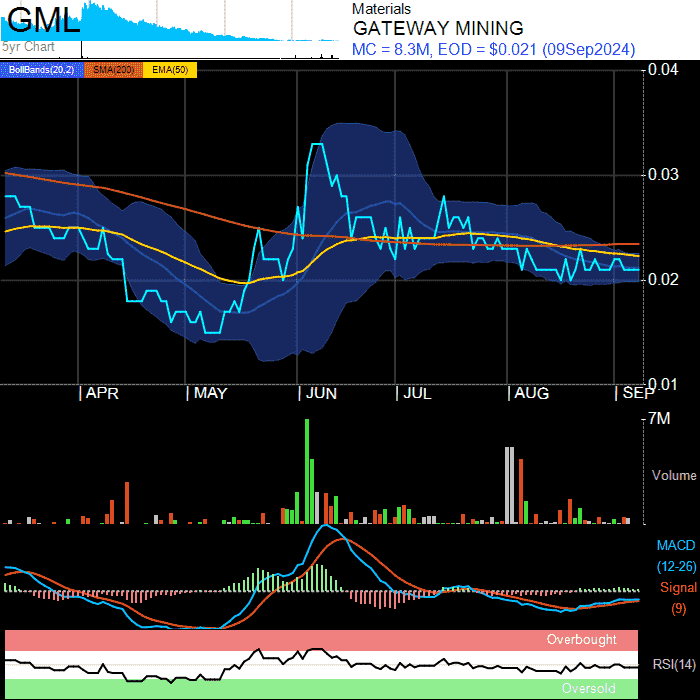 GML
5yr Chart
Materials
GATEWAY MINING
MC = 8.3M, EOD = $0.021 (09Sep2024)
BollBands(20,2) SMA(200) EMA(50)
0.04
0.03
0.02
0.01
| APR | MAY | JUN | JUL | AUG | SEP
7M
Volume
MACD
(12-26)
Signal
(9)
Overbought
RSI(14)
Oversold